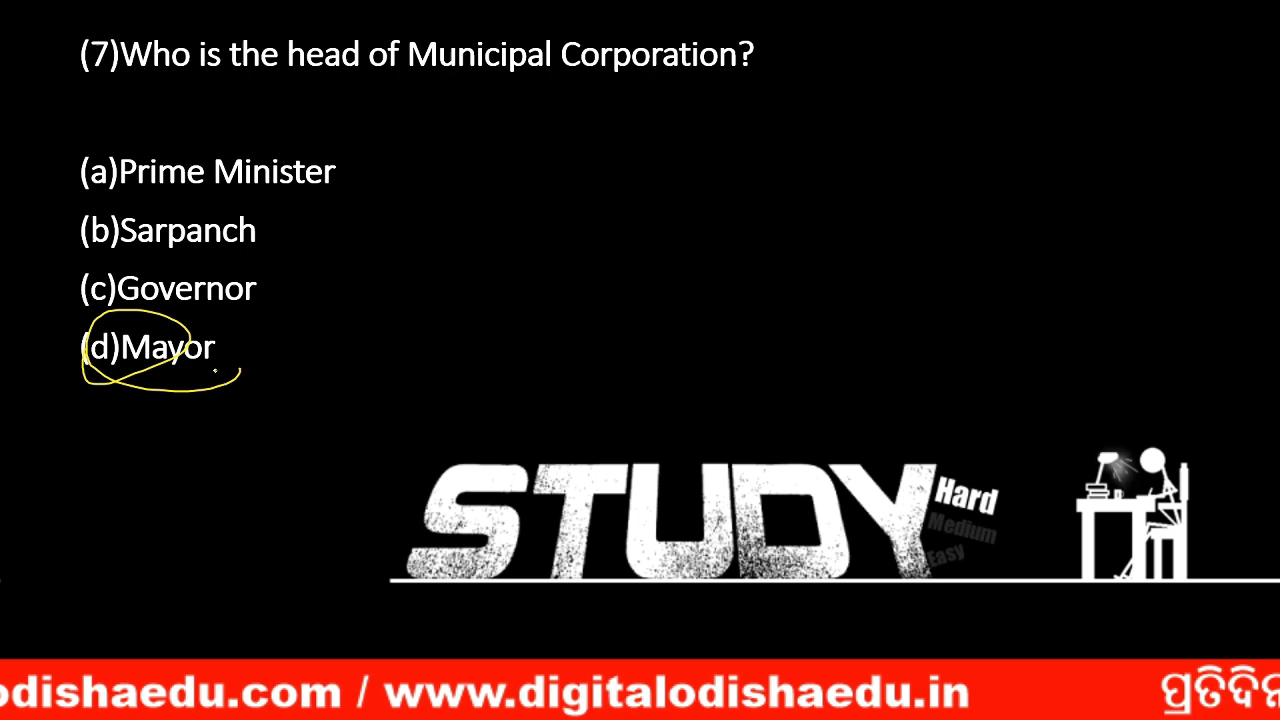 (7)Who is the head of Municipal Corporation?
(a)Prime Minister
(b)Sarpanch
(c)Governor
(d)Mayor
STUDY
Hard
Medium
Easy
odishaedu.com / www.digitalodishaedu.in ପ୍ରତିଦିନ